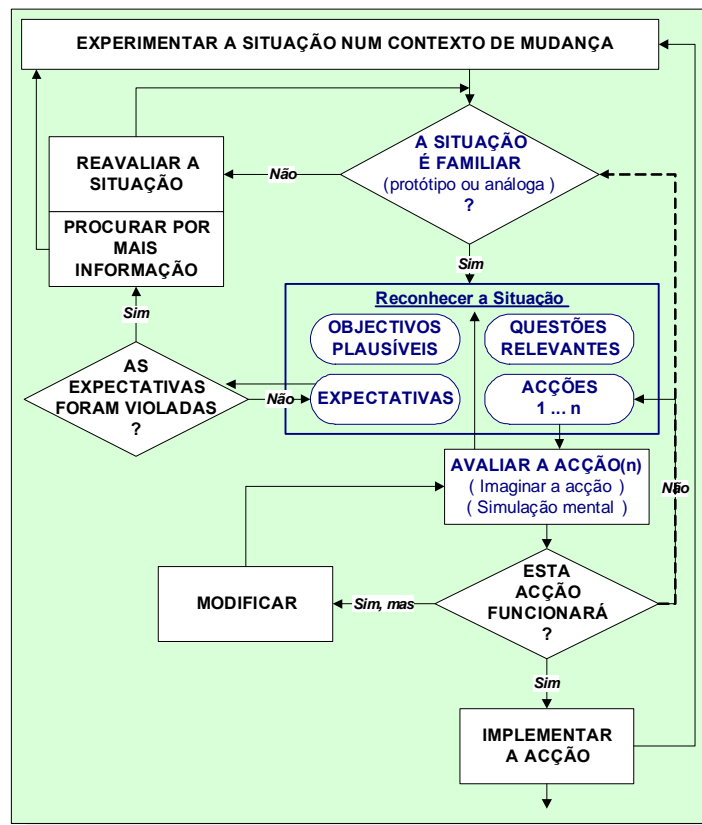 EXPERIMENTAR A SITUAÇÃO NUM CONTEXTO DE MUDANÇA
A SITUAÇÃO
É FAMILIAR
(protótipo ou análoga )
?
Não
REAVALIAR A
SITUAÇÃO
PROCURAR POR
MAIS
INFORMAÇÃO
Sim
Sim
Reconhecer a Situação
OBJECTIVOS
PLAUSÍVEIS
QUESTÕES
RELEVANTES
EXPECTATIVAS
ACÇÕES
1 ... n
AS
EXPECTATIVAS
FORAM VIOLADAS
?
Não
AVALIAR A ACÇÃO(n)
( Imaginar a acção )
( Simulação mental )
Não
ESTA
ACÇÃO
FUNCIONARÁ
?
Sim, mas
MODIFICAR
Sim
IMPLEMENTAR
A ACÇÃO